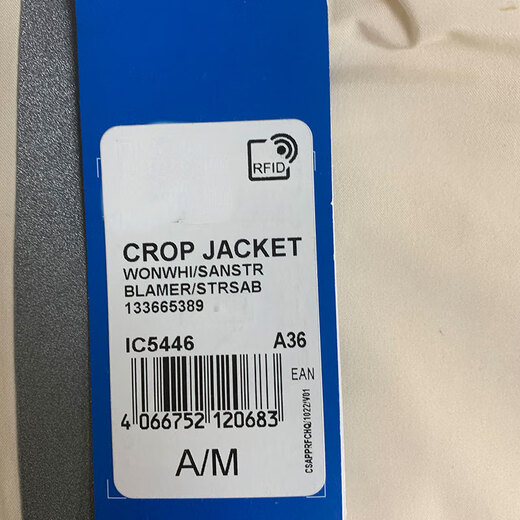 RFID
CROP JACKET
WONWHI/SANSTR
BLAMER/STRSAB
133665389
IC5446 A36
EAN
4 066752 120683
CSAPPRFCHQ/1022/V01
A/M